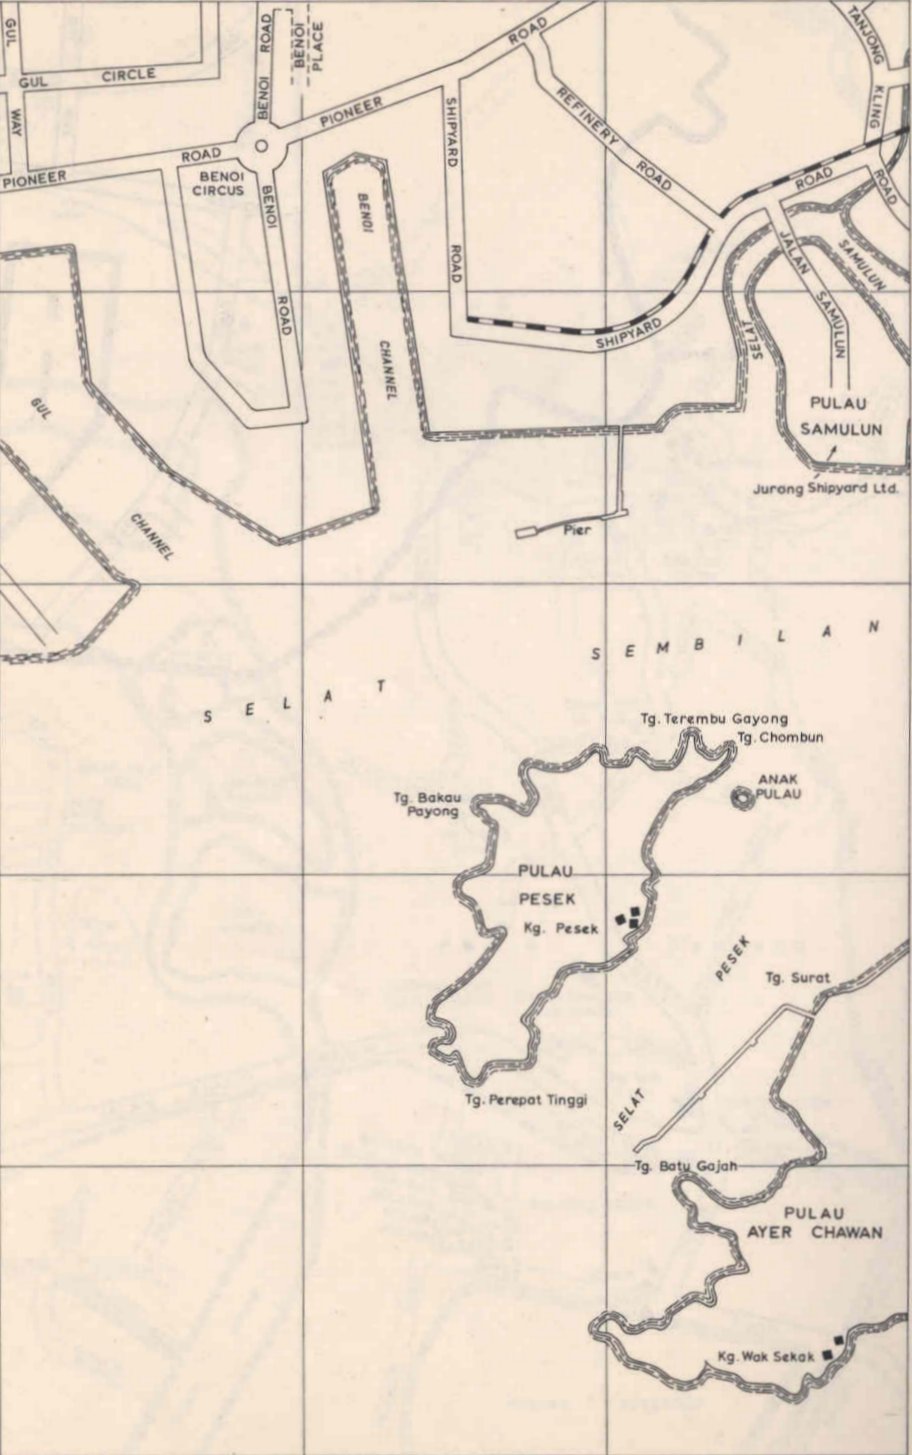 GUL
WAY
GUL CIRCLE
BENOI ROAD
BENOI
PLACE
PIONEER ROAD
PIONEER ROAD
BENOI
CIRCUS
BENOI ROAD
SHIPYARD ROAD
REFINERY ROAD
TANJONG KLING ROAD
SHIPYARD ROAD
JALAN SAMULUN
SELAT SAMULUN
BENOI CHANNEL
GUL CHANNEL
PULAU
SAMULUN
Jurong Shipyard Ltd.
Pier
SELAT SEMBILAN
Tg. Terembu Gayong
Tg. Chombun
ANAK
PULAU
Tg. Bakau
Payong
PULAU
PESEK
Kg. Pesek
SELAT PESEK
Tg. Surat
Tg. Perepat Tinggi
Tg. Batu Gajah
PULAU
AYER CHAWAN
Kg. Wak Sekak